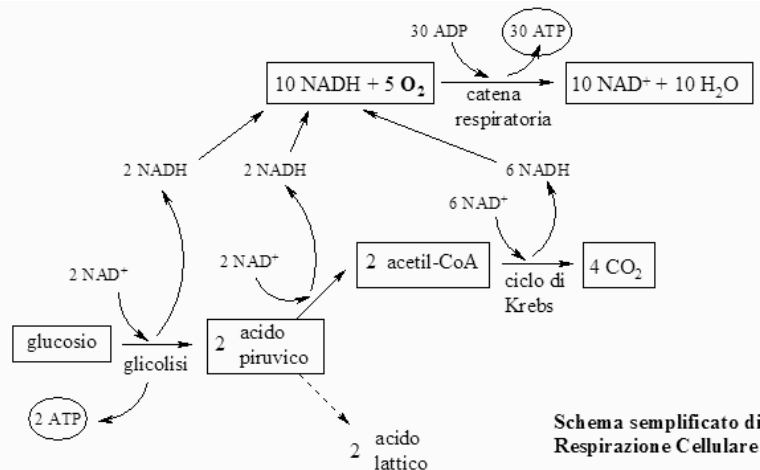 30 ADP
30 ATP
10 NADH + 5 O₂
10 NAD⁺ + 10 H₂O
catena
respiratoria
2 NADH
2 NADH
6 NADH
6 NAD⁺
2 NAD⁺
2 NAD⁺
2 acetil-CoA
ciclo di
Krebs
4 CO₂
glucosio
glicolisi
2 acido
piruvico
2 ATP
2 acido
lattico
Schema semplificato di
Respirazione Cellulare